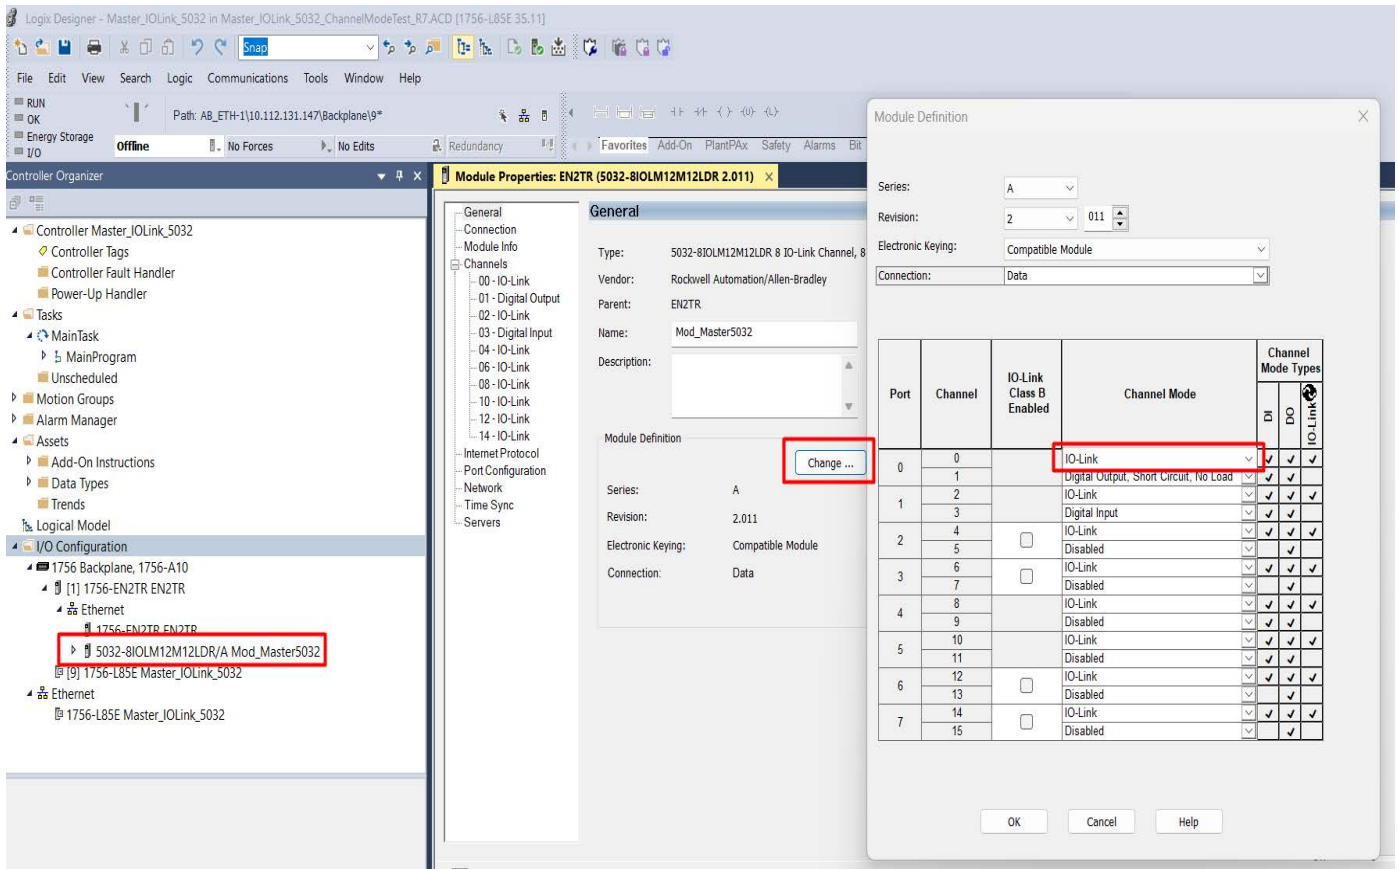 Logix Designer - Master_IOLink_5032 in Master_IOLink_5032_ChannelModeTest_R7.ACD [1756-L85E 35.11]
Snap
File Edit View Search Logic Communications Tools Window Help
RUN
OK
Energy Storage
I/O
Path: AB_ETH-1\10.112.131.147\Backplane\9*
Offline
No Forces
No Edits
Redundancy
Favorites Add-On PlantPAx Safety Alarms Bit
Controller Organizer
Controller Master_IOLink_5032
Controller Tags
Controller Fault Handler
Power-Up Handler
Tasks
MainTask
MainProgram
Unscheduled
Motion Groups
Alarm Manager
Assets
Add-On Instructions
Data Types
Trends
Logical Model
I/O Configuration
1756 Backplane, 1756-A10
[1] 1756-EN2TR EN2TR
Ethernet
1756-EN2TR EN2TR
5032-8IOLM12M12LDR/A Mod_Master5032
[9] 1756-L85E Master_IOLink_5032
Ethernet
1756-L85E Master_IOLink_5032
Module Properties: EN2TR (5032-8IOLM12M12LDR 2.011)
General
Connection
Module Info
Channels
00 - IO-Link
01 - Digital Output
02 - IO-Link
03 - Digital Input
04 - IO-Link
06 - IO-Link
08 - IO-Link
10 - IO-Link
12 - IO-Link
14 - IO-Link
Internet Protocol
Port Configuration
Network
Time Sync
Servers
General
Type: 5032-8IOLM12M12LDR 8 IO-Link Channel, 8
Vendor: Rockwell Automation/Allen-Bradley
Parent: EN2TR
Name: Mod_Master5032
Description:
Module Definition
Change ...
Series: A
Revision: 2.011
Electronic Keying: Compatible Module
Connection: Data
Module Definition
Series: A
Revision: 2 011
Electronic Keying: Compatible Module
Connection: Data
Port
Channel
IO-Link
Class B
Enabled
Channel Mode
Channel
Mode Types
DI
DO
IO-Link
0 0 IO-Link
1 Digital Output, Short Circuit, No Load
1 2 IO-Link
3 Digital Input
2 4 IO-Link
5 Disabled
3 6 IO-Link
7 Disabled
4 8 IO-Link
9 Disabled
5 10 IO-Link
11 Disabled
6 12 IO-Link
13 Disabled
7 14 IO-Link
15 Disabled
OK Cancel Help